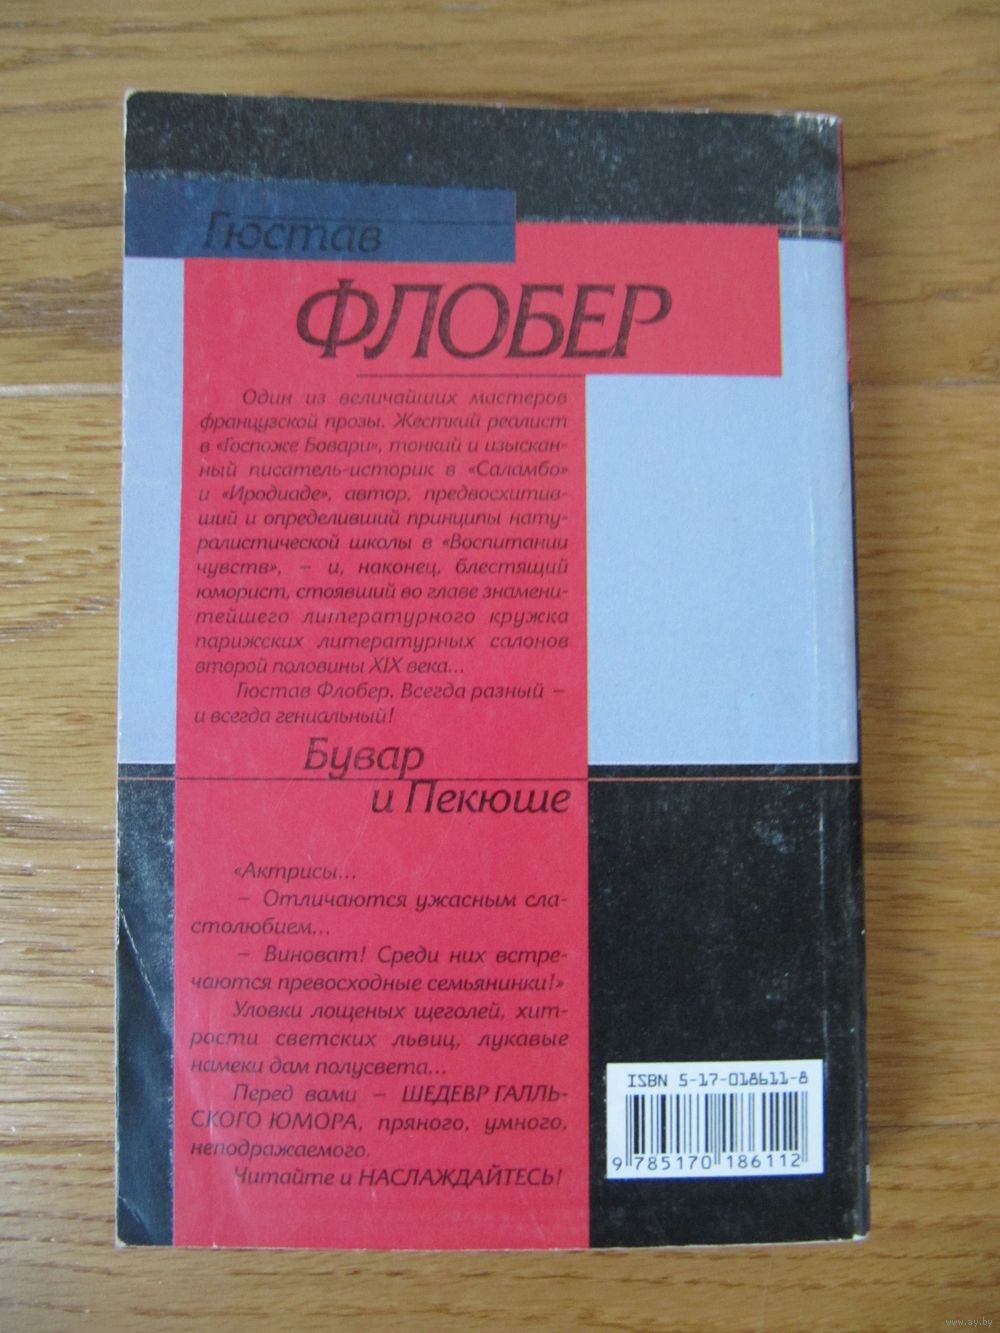 Гюстав
ФЛОБЕР
Один из величайших мастеров
французской прозы. Жесткий реалист
в «Госпоже Бовари», тонкий и изыскан-
ный писатель-историк в «Саламбо»
и «Иродиаде», автор, предвосхитив-
ший и определивший принципы нату-
ралистической школы в «Воспитании
чувств», – и, наконец, блестящий
юморист, стоявший во главе знамени-
тейшего литературного кружка
парижских литературных салонов
второй половины XIX века...
Гюстав Флобер. Всегда разный –
и всегда гениальный!
Бувар
и Пекюше
«Актрисы...
– Отличаются ужасным сла-
столюбием...
– Виноват! Среди них встре-
чаются превосходные семьянинки!»
Уловки лощеных щеголей, хит-
рости светских львиц, лукавые
намеки дам полусвета...
Перед вами – ШЕДЕВР ГАЛЛЬ-
СКОГО ЮМОРА, пряного, умного,
неподражаемого.
Читайте и НАСЛАЖДАЙТЕСЬ!
ISBN 5-17-018611-8
9 785170 186112
www.ay.by